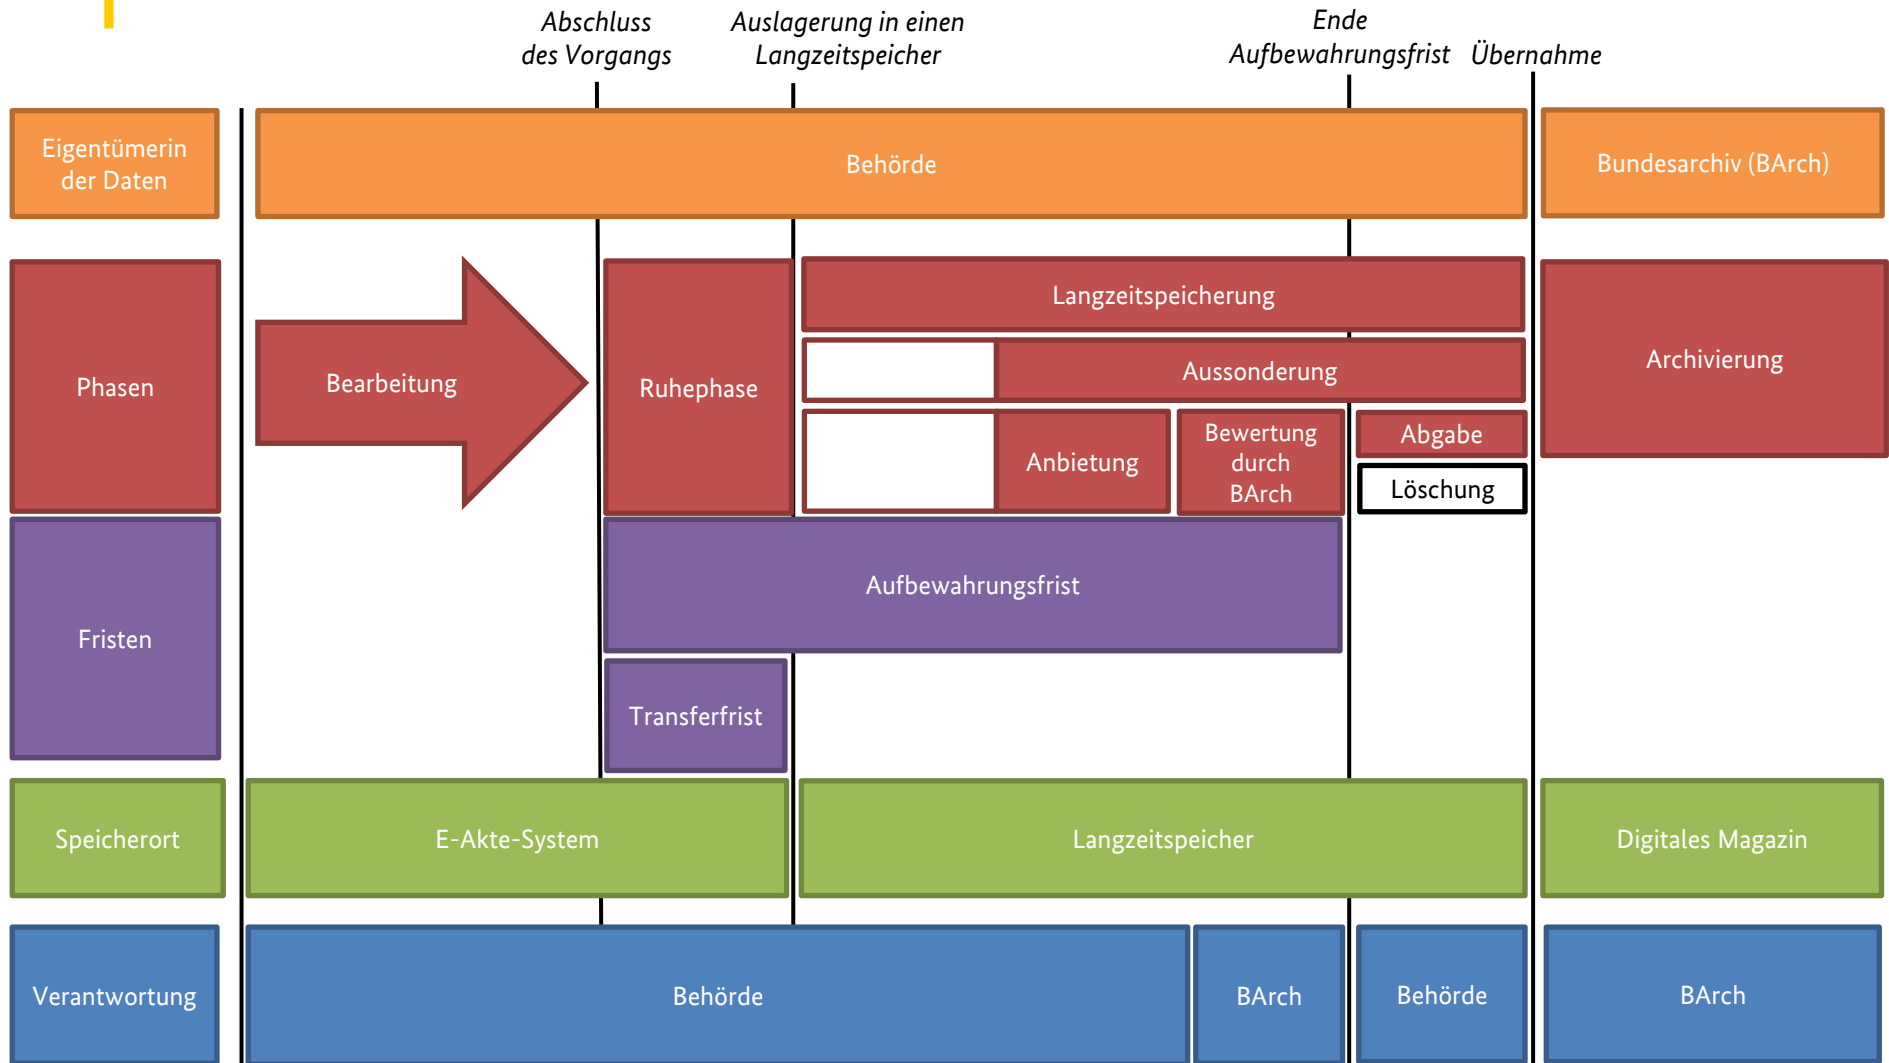 Abschluss
des Vorgangs
Auslagerung in einen
Langzeitspeicher
Ende
Aufbewahrungsfrist
Übernahme
Eigentümerin
der Daten
Behörde
Bundesarchiv (BArch)
Phasen
Bearbeitung
Ruhephase
Langzeitspeicherung
Aussonderung
Anbietung
Bewertung
durch
BArch
Abgabe
Löschung
Archivierung
Fristen
Aufbewahrungsfrist
Transferfrist
Speicherort
E-Akte-System
Langzeitspeicher
Digitales Magazin
Verantwortung
Behörde
BArch
Behörde
BArch